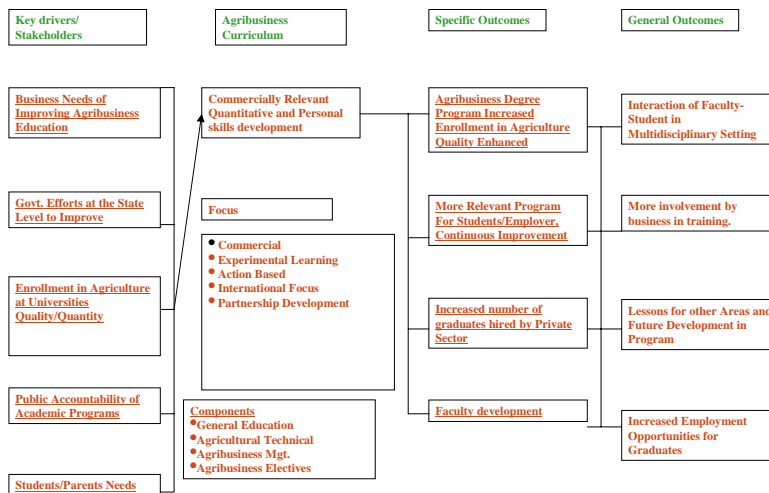 Key drivers/
Stakeholders
Agribusiness
Curriculum
Specific Outcomes
General Outcomes
Business Needs of
Improving Agribusiness
Education
Govt. Efforts at the State
Level to Improve
Enrollment in Agriculture
at Universities
Quality/Quantity
Public Accountability of
Academic Programs
Students/Parents Needs
Commercially Relevant
Quantitative and Personal
skills development
Focus
Commercial
Experimental Learning
Action Based
International Focus
Partnership Development
Components
General Education
Agricultural Technical
Agribusiness Mgt.
Agribusiness Electives
Agribusiness Degree
Program Increased
Enrollment in Agriculture
Quality Enhanced
More Relevant Program
For Students/Employer,
Continuous Improvement
Increased number of
graduates hired by Private
Sector
Faculty development
Interaction of Faculty-
Student in
Multidisciplinary Setting
More involvement by
business in training.
Lessons for other Areas and
Future Development in
Program
Increased Employment
Opportunities for
Graduates